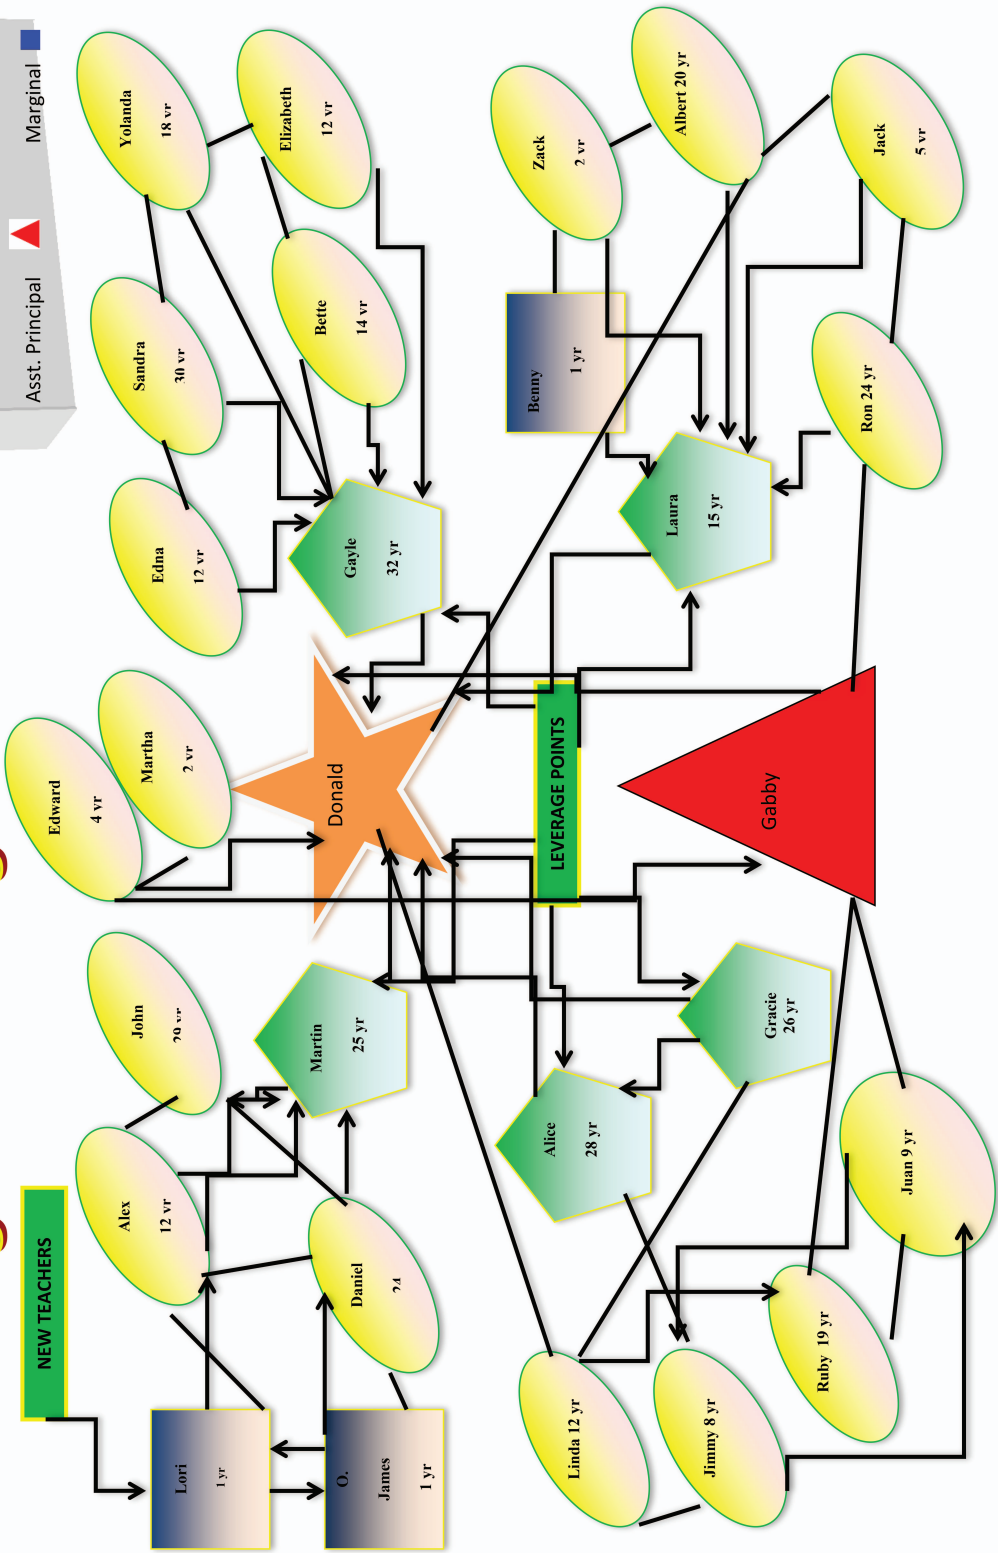 Asst. Principal
Marginal
NEW TEACHERS
Edward
4 yr
Yolanda
18 yr
Alex
12 yr
John
Martha
2 yr
Edna
12 yr
Sandra
30 yr
Lori
1 yr
Elizabeth
12 yr
Martin
25 yr
Donald
Gayle
32 yr
Bette
14 yr
O.
James
1 yr
Daniel
Zack
2 yr
Benny
1 yr
Alice
28 yr
LEVERAGE POINTS
Linda 12 yr
Laura
15 yr
Albert 20 yr
Jimmy 8 yr
Gracie
26 yr
Gabby
Ruby 19 yr
Ron 24 yr
Jack
5 yr
Juan 9 yr